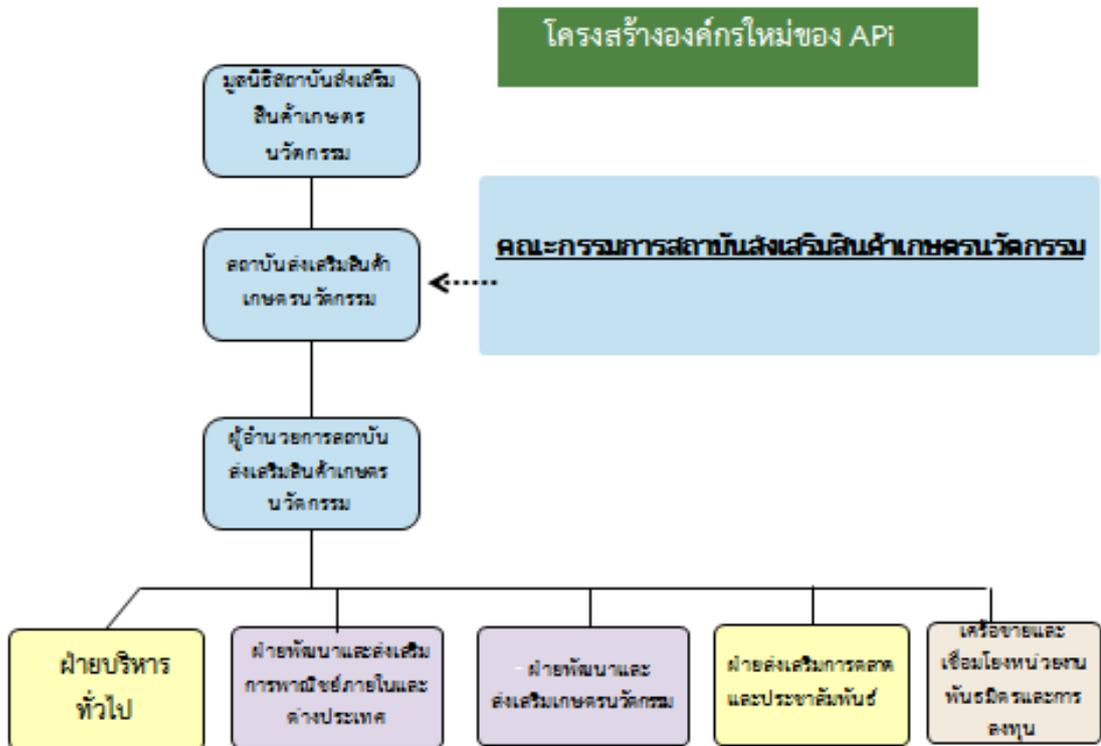 โครงสร้างองค์กรใหม่ของ APi
มูลนิธิสถาบันส่งเสริม
สินค้าเกษตร
นวัตกรรม
คณะกรรมการสถาบันส่งเสริมสินค้าเกษตรนวัตกรรม
สถาบันส่งเสริมสินค้า
เกษตรนวัตกรรม
ผู้อำนวยการสถาบัน
ส่งเสริมสินค้าเกษตร
นวัตกรรม
ฝ่ายบริหาร
ทั่วไป
ฝ่ายพัฒนาและส่งเสริม
การพาณิชย์ภายในและ
ต่างประเทศ
- ฝ่ายพัฒนาและ
ส่งเสริมเกษตรนวัตกรรม
ฝ่ายส่งเสริมการตลาด
และประชาสัมพันธ์
เครือข่ายและ
เชื่อมโยงหน่วยงาน
พันธมิตรและการ
ลงทุน